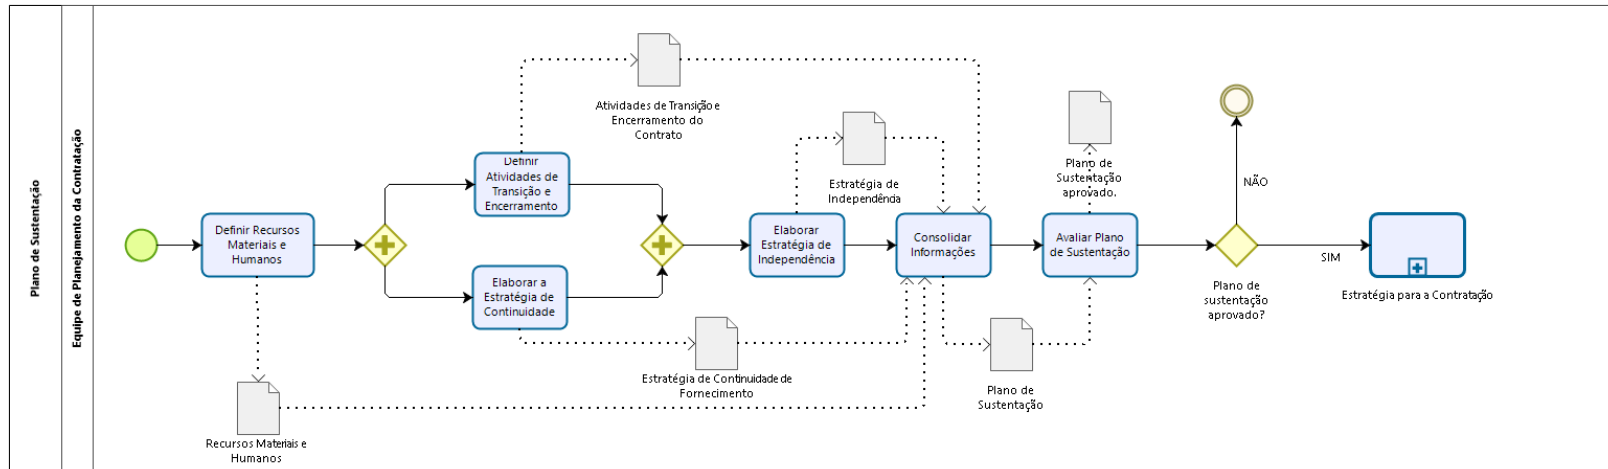 Plano de Sustentação
Equipe de Planejamento da Contratação
Definir Recursos
Materiais e
Humanos
Recursos Materiais e
Humanos
Definir
Atividades de
Transição e
Encerramento
Elaborar a
Estratégia de
Continuidade
Atividades de Transição e
Encerramento do
Contrato
Estratégia de Continuidade de
Fornecimento
Elaborar
Estratégia de
Independência
Estratégia de
Independência
Consolidar
Informações
Plano de
Sustentação
Avaliar Plano
de Sustentação
Plano de
Sustentação
aprovado.
Plano de
sustentação
aprovado?
NÃO
SIM
Estratégia para a Contratação